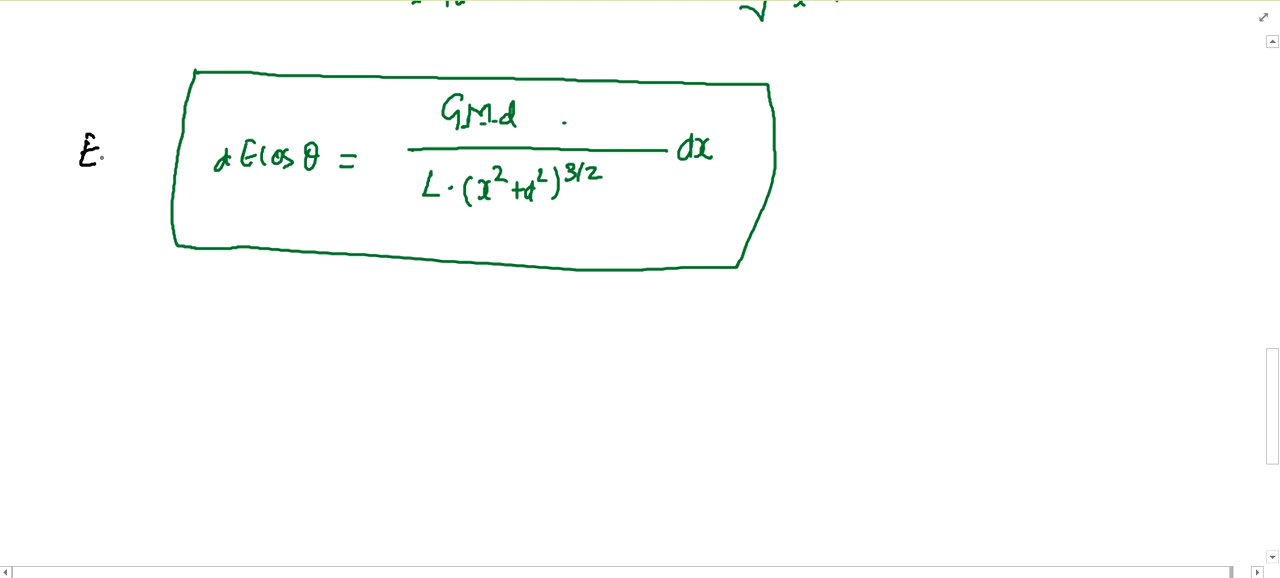 E.
dE cos θ = GMd / L·(x²+d²)^3/2 dx